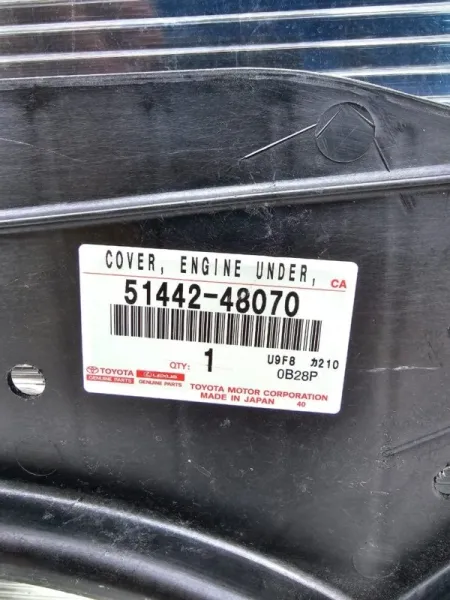 COVER, ENGINE UNDER, CA
51442-48070
QTY: 1
U9F8 カ210
0B28P
TOYOTA
GENUINE PARTS
LEXUS
GENUINE PARTS
TOYOTA MOTOR CORPORATION
MADE IN JAPAN 40